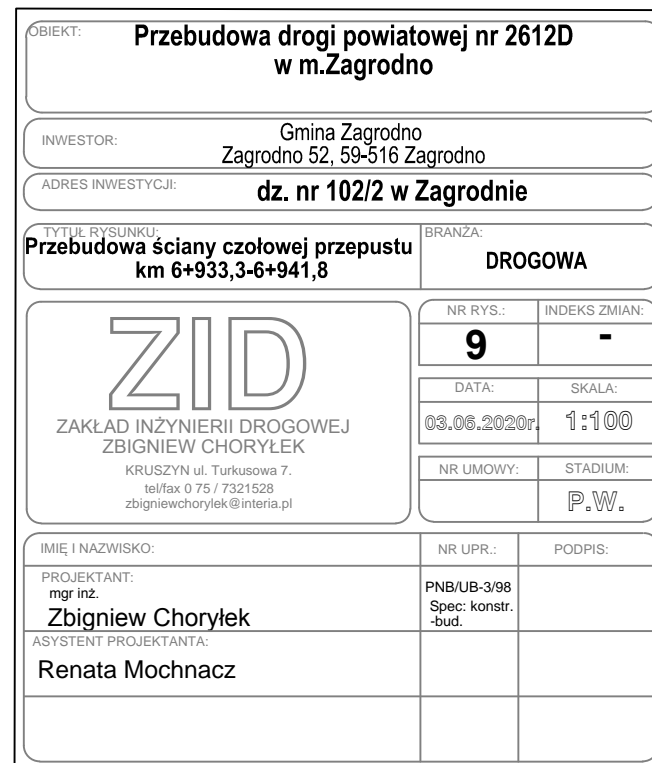 OBIEKT:
Przebudowa drogi powiatowej nr 2612D
w m.Zagrodno
INWESTOR:
Gmina Zagrodno
Zagrodno 52, 59-516 Zagrodno
ADRES INWESTYCJI:
dz. nr 102/2 w Zagrodnie
TYTUŁ RYSUNKU:
Przebudowa ściany czołowej przepustu
km 6+933,3-6+941,8
BRANŻA:
DROGOWA
ZID
ZAKŁAD INŻYNIERII DROGOWEJ
ZBIGNIEW CHORYŁEK
KRUSZYN ul. Turkusowa 7.
tel/fax 0 75 / 7321528
zbigniewchorylek@interia.pl
NR RYS.:
9
INDEKS ZMIAN:
-
DATA:
03.06.2020r.
SKALA:
1:100
NR UMOWY:
STADIUM:
P.W.
IMIĘ I NAZWISKO:
NR UPR.:
PODPIS:
PROJEKTANT:
mgr inż.
Zbigniew Choryłek
PNB/UB-3/98
Spec: konstr.
-bud.
ASYSTENT PROJEKTANTA:
Renata Mochnacz